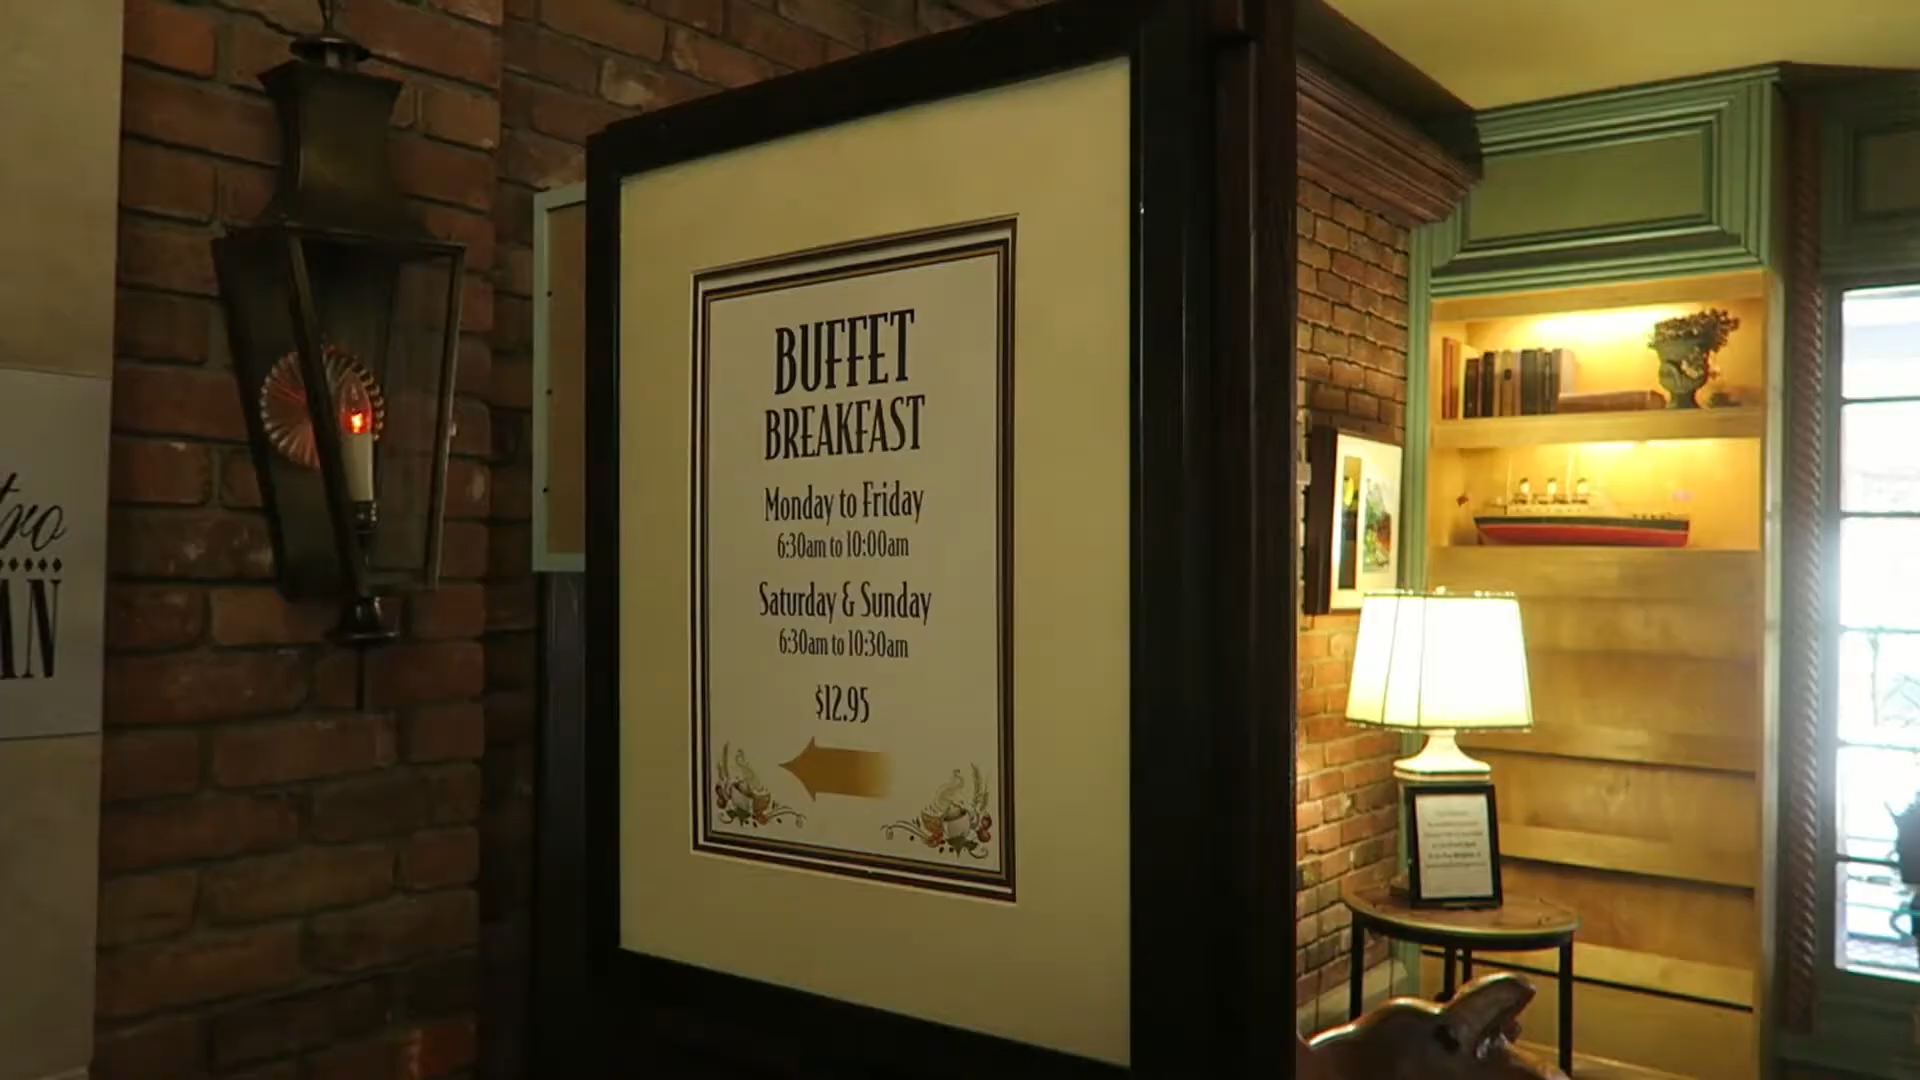 BUFFET
BREAKFAST
Monday to Friday
6:30am to 10:00am
Saturday & Sunday
6:30am to 10:30am
$12.95